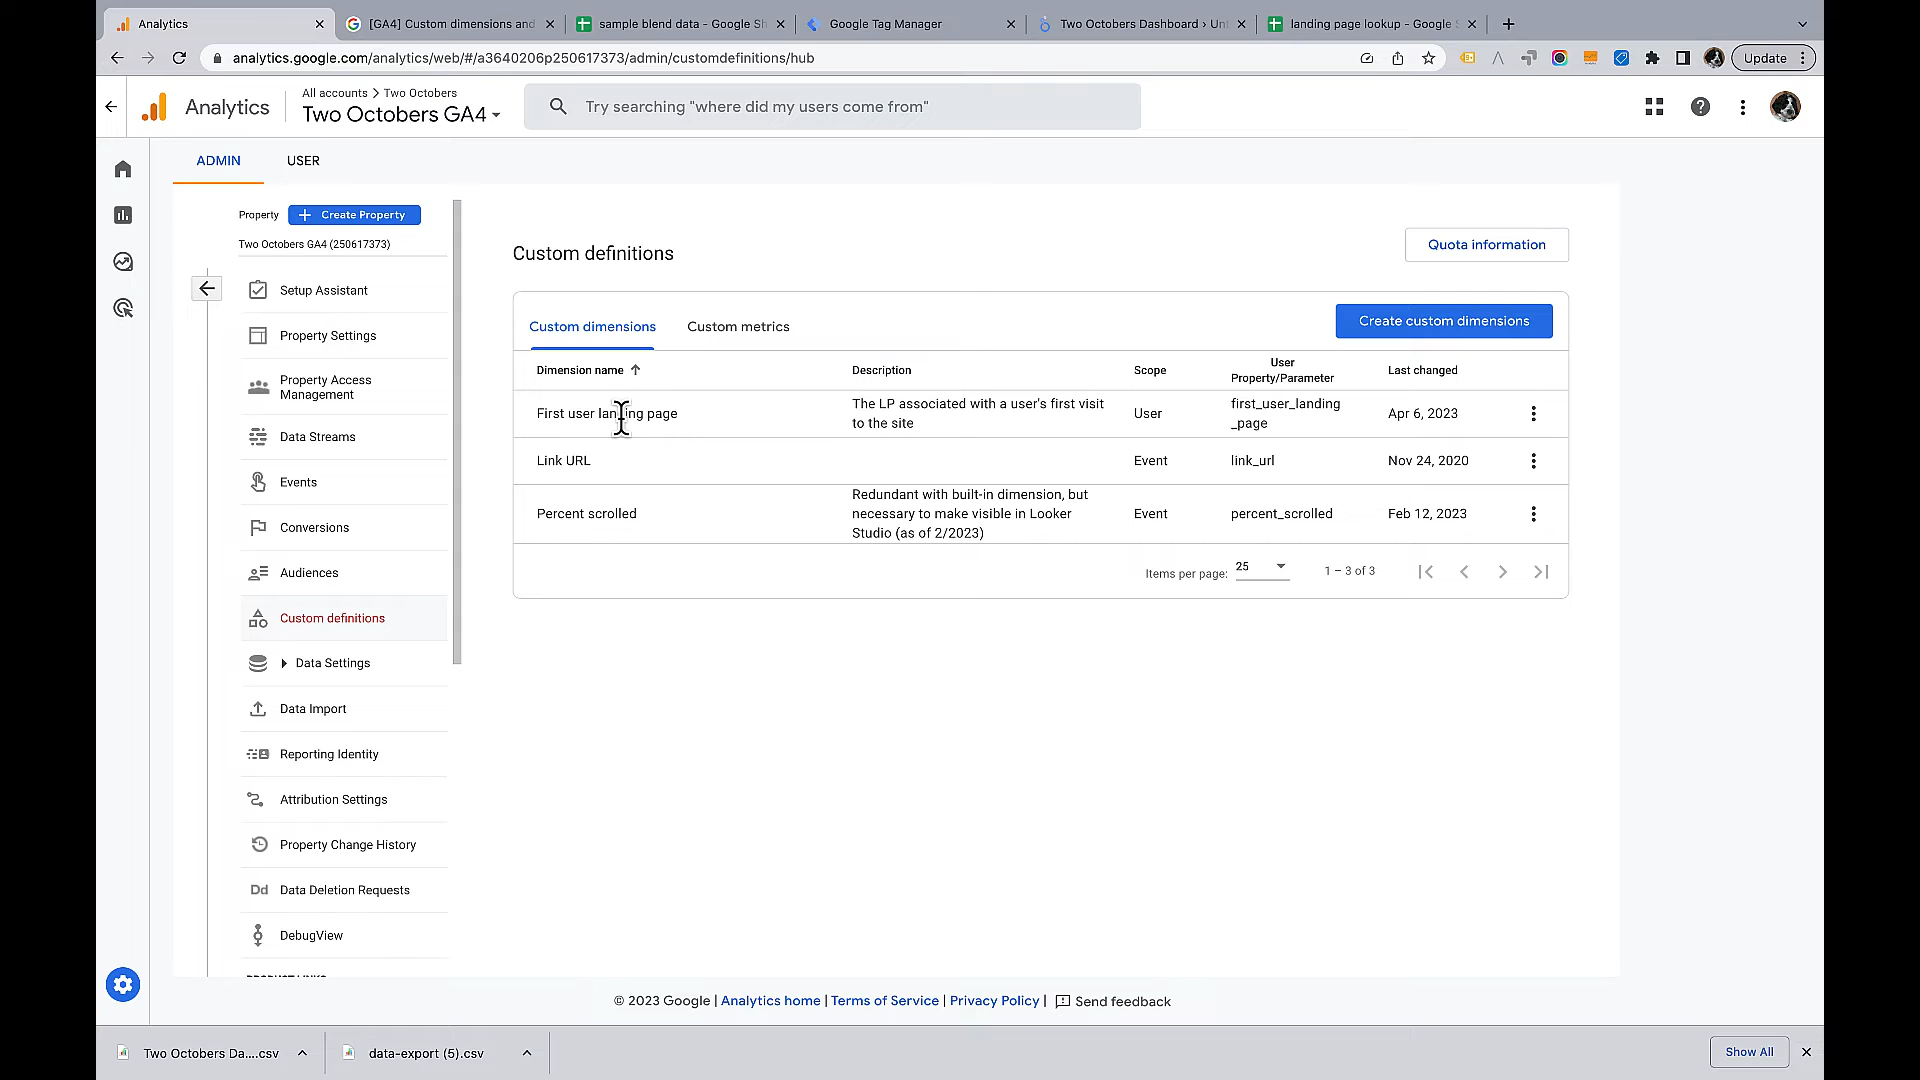 Analytics
[GA4] Custom dimensions and
sample blend data - Google Sh
Google Tag Manager
Two Octobers Dashboard › Unt
landing page lookup - Google S
analytics.google.com/analytics/web/#/a3640206p250617373/admin/customdefinitions/hub
Update
Analytics
All accounts > Two Octobers
Two Octobers GA4
Try searching "where did my users come from"
ADMIN
USER
Property
Create Property
Two Octobers GA4 (250617373)
Setup Assistant
Property Settings
Property Access
Management
Data Streams
Events
Conversions
Audiences
Custom definitions
Data Settings
Data Import
Reporting Identity
Attribution Settings
Property Change History
Dd Data Deletion Requests
DebugView
Custom definitions
Quota information
Custom dimensions
Custom metrics
Create custom dimensions
Dimension name
Description
Scope
User
Property/Parameter
Last changed
First user landing page
The LP associated with a user's first visit
to the site
User
first_user_landing
_page
Apr 6, 2023
Link URL
Event
link_url
Nov 24, 2020
Percent scrolled
Redundant with built-in dimension, but
necessary to make visible in Looker
Studio (as of 2/2023)
Event
percent_scrolled
Feb 12, 2023
Items per page: 25
1 – 3 of 3
© 2023 Google | Analytics home | Terms of Service | Privacy Policy | Send feedback
Two Octobers Da....csv
data-export (5).csv
Show All